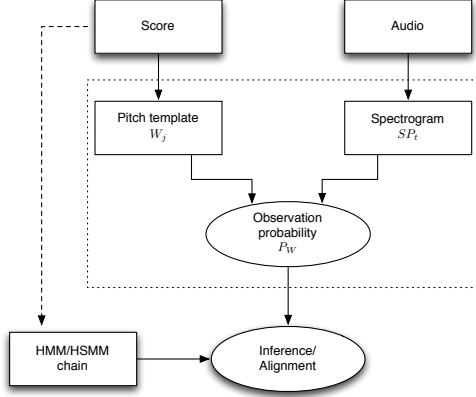 Score
Audio
Pitch template
W_j
Spectrogram
SP_t
Observation
probability
P_W
HMM/HSMM
chain
Inference/
Alignment